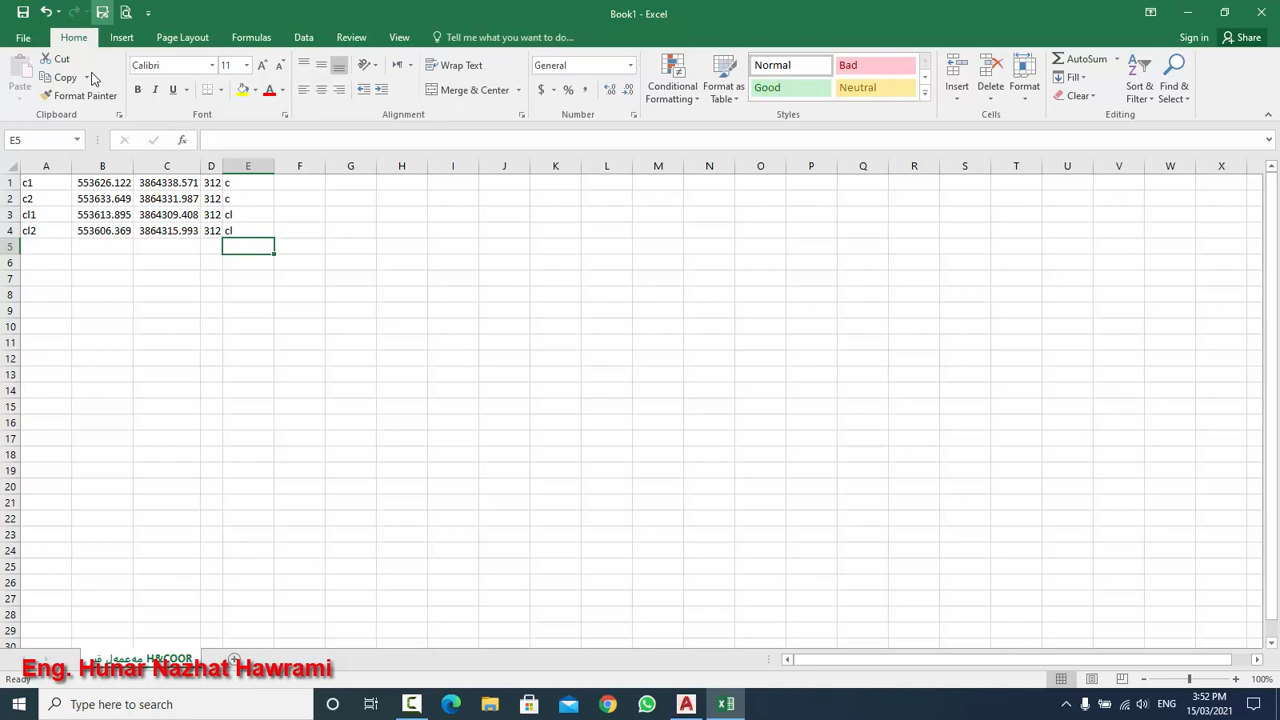 Book1 - Excel
File Home Insert Page Layout Formulas Data Review View Tell me what you want to do... Sign in Share
Paste Cut Copy Format Painter Clipboard
Calibri 11 B I U A Font
Wrap Text Merge & Center Alignment
General $ % , Number
Conditional Formatting Format as Table Normal Bad Good Neutral Styles
Insert Delete Format Cells
AutoSum Fill Clear Sort & Filter Find & Select Editing
E5 fx
A B C D E F G H I J K L M N O P Q R S T U V W X
1 c1 553626.122 3864338.571 312 c
2 c2 553633.649 3864331.987 312 c
3 cl1 553613.895 3864309.408 312 cl
4 cl2 553606.369 3864315.993 312 cl
5
6
7
8
9
10
11
12
13
14
15
16
17
18
19
20
21
22
23
24
25
26
27
28
29
30
H&COOR
Eng. Hunar Nazhat Hawrami
Ready 100%
Type here to search ENG 3:52 PM
15/03/2021